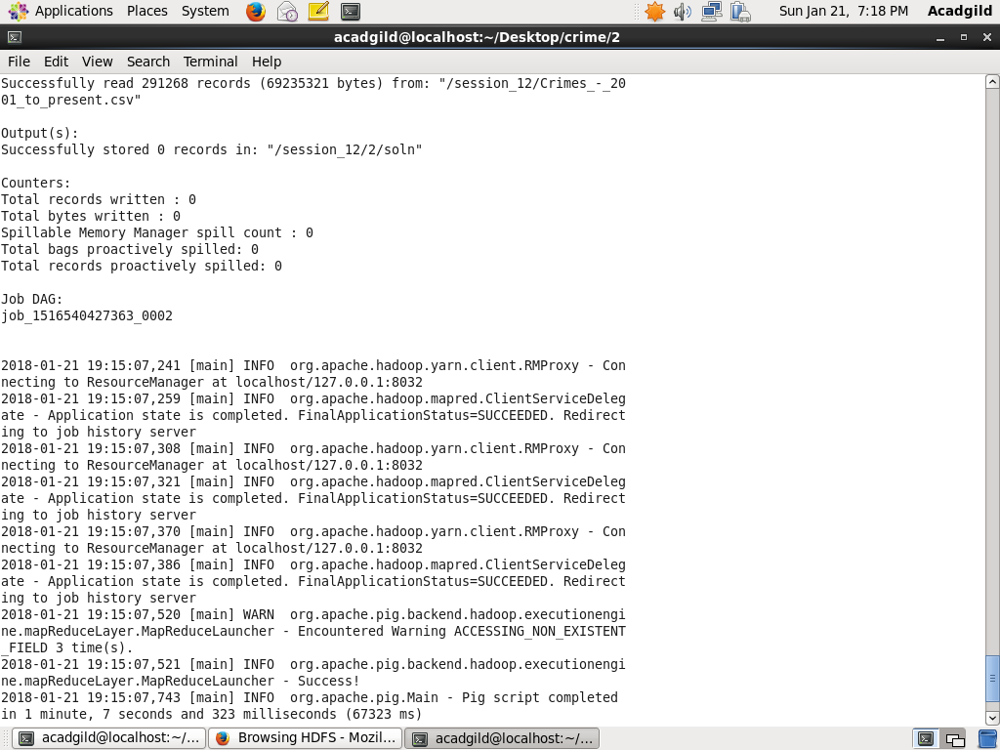 Applications Places System Sun Jan 21, 7:18 PM Acadgild
acadgild@localhost:~/Desktop/crime/2
File Edit View Search Terminal Help
Successfully read 291268 records (69235321 bytes) from: "/session_12/Crimes_-_20
01_to_present.csv"
Output(s):
Successfully stored 0 records in: "/session_12/2/soln"
Counters:
Total records written : 0
Total bytes written : 0
Spillable Memory Manager spill count : 0
Total bags proactively spilled: 0
Total records proactively spilled: 0
Job DAG:
job_1516540427363_0002
2018-01-21 19:15:07,241 [main] INFO  org.apache.hadoop.yarn.client.RMProxy - Con
necting to ResourceManager at localhost/127.0.0.1:8032
2018-01-21 19:15:07,259 [main] INFO  org.apache.hadoop.mapred.ClientServiceDeleg
ate - Application state is completed. FinalApplicationStatus=SUCCEEDED. Redirect
ing to job history server
2018-01-21 19:15:07,308 [main] INFO  org.apache.hadoop.yarn.client.RMProxy - Con
necting to ResourceManager at localhost/127.0.0.1:8032
2018-01-21 19:15:07,321 [main] INFO  org.apache.hadoop.mapred.ClientServiceDeleg
ate - Application state is completed. FinalApplicationStatus=SUCCEEDED. Redirect
ing to job history server
2018-01-21 19:15:07,370 [main] INFO  org.apache.hadoop.yarn.client.RMProxy - Con
necting to ResourceManager at localhost/127.0.0.1:8032
2018-01-21 19:15:07,386 [main] INFO  org.apache.hadoop.mapred.ClientServiceDeleg
ate - Application state is completed. FinalApplicationStatus=SUCCEEDED. Redirect
ing to job history server
2018-01-21 19:15:07,520 [main] WARN  org.apache.pig.backend.hadoop.executionengi
ne.mapReduceLayer.MapReduceLauncher - Encountered Warning ACCESSING_NON_EXISTENT
_FIELD 3 time(s).
2018-01-21 19:15:07,521 [main] INFO  org.apache.pig.backend.hadoop.executionengi
ne.mapReduceLayer.MapReduceLauncher - Success!
2018-01-21 19:15:07,743 [main] INFO  org.apache.pig.Main - Pig script completed
in 1 minute, 7 seconds and 323 milliseconds (67323 ms)
acadgild@localhost:~/... Browsing HDFS - Mozil... acadgild@localhost:~/...